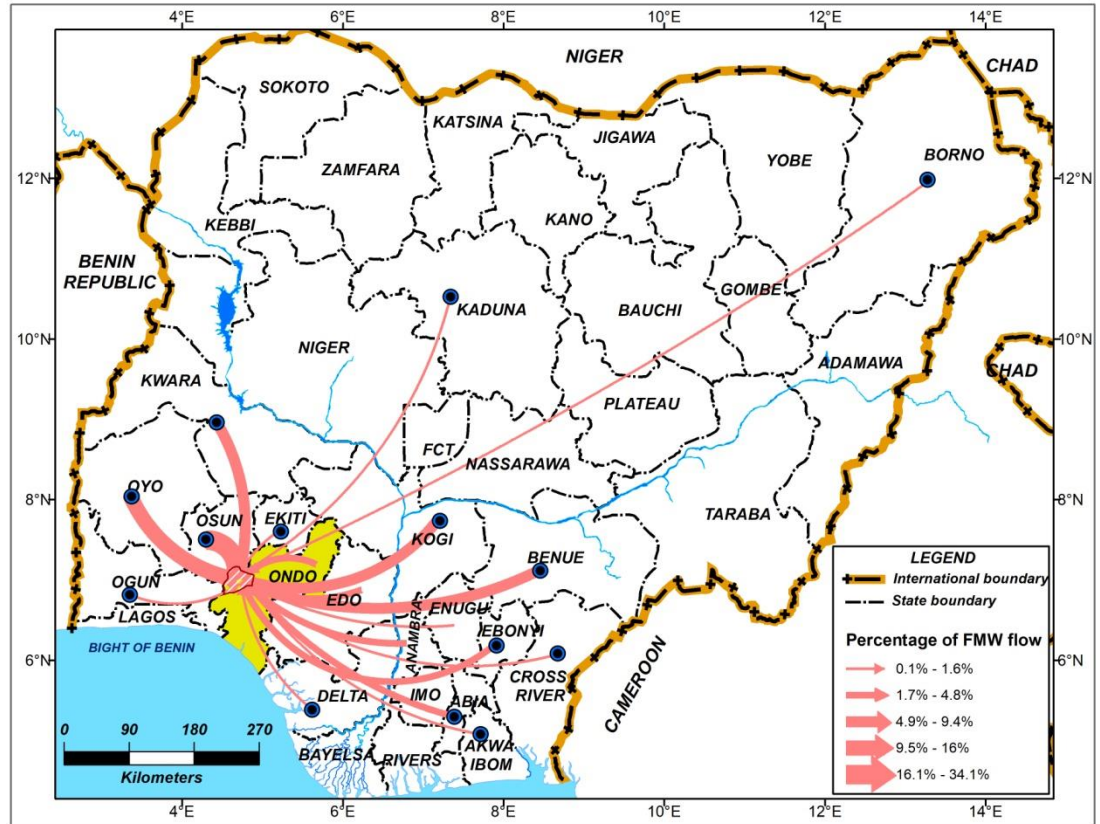 4°E
6°E
8°E
10°E
12°E
14°E
NIGER
CHAD
SOKOTO
KATSINA
JIGAWA
YOBE
BORNO
ZAMFARA
12°N
12°N
KANO
KEBBI
BENIN
REPUBLIC
GOMBE
KADUNA
BAUCHI
10°N
10°N
NIGER
ADAMAWA
CHAD
KWARA
PLATEAU
FCT
NASSARAWA
8°N
8°N
OYO
OSUN
EKITI
TARABA
KOGI
BENUE
ONDO
OGUN
EDO
ENUGU
LAGOS
ANAMBRA
EBONYI
BIGHT OF BENIN
6°N
CROSS
RIVER
CAMEROON
DELTA
IMO
ABIA
AKWA
IBOM
BAYELSA
RIVERS
0
90
180
270
Kilometers
LEGEND
International boundary
State boundary
Percentage of FMW flow
0.1% - 1.6%
1.7% - 4.8%
4.9% - 9.4%
9.5% - 16%
16.1% - 34.1%
4°E
6°E
8°E
10°E
12°E
14°E